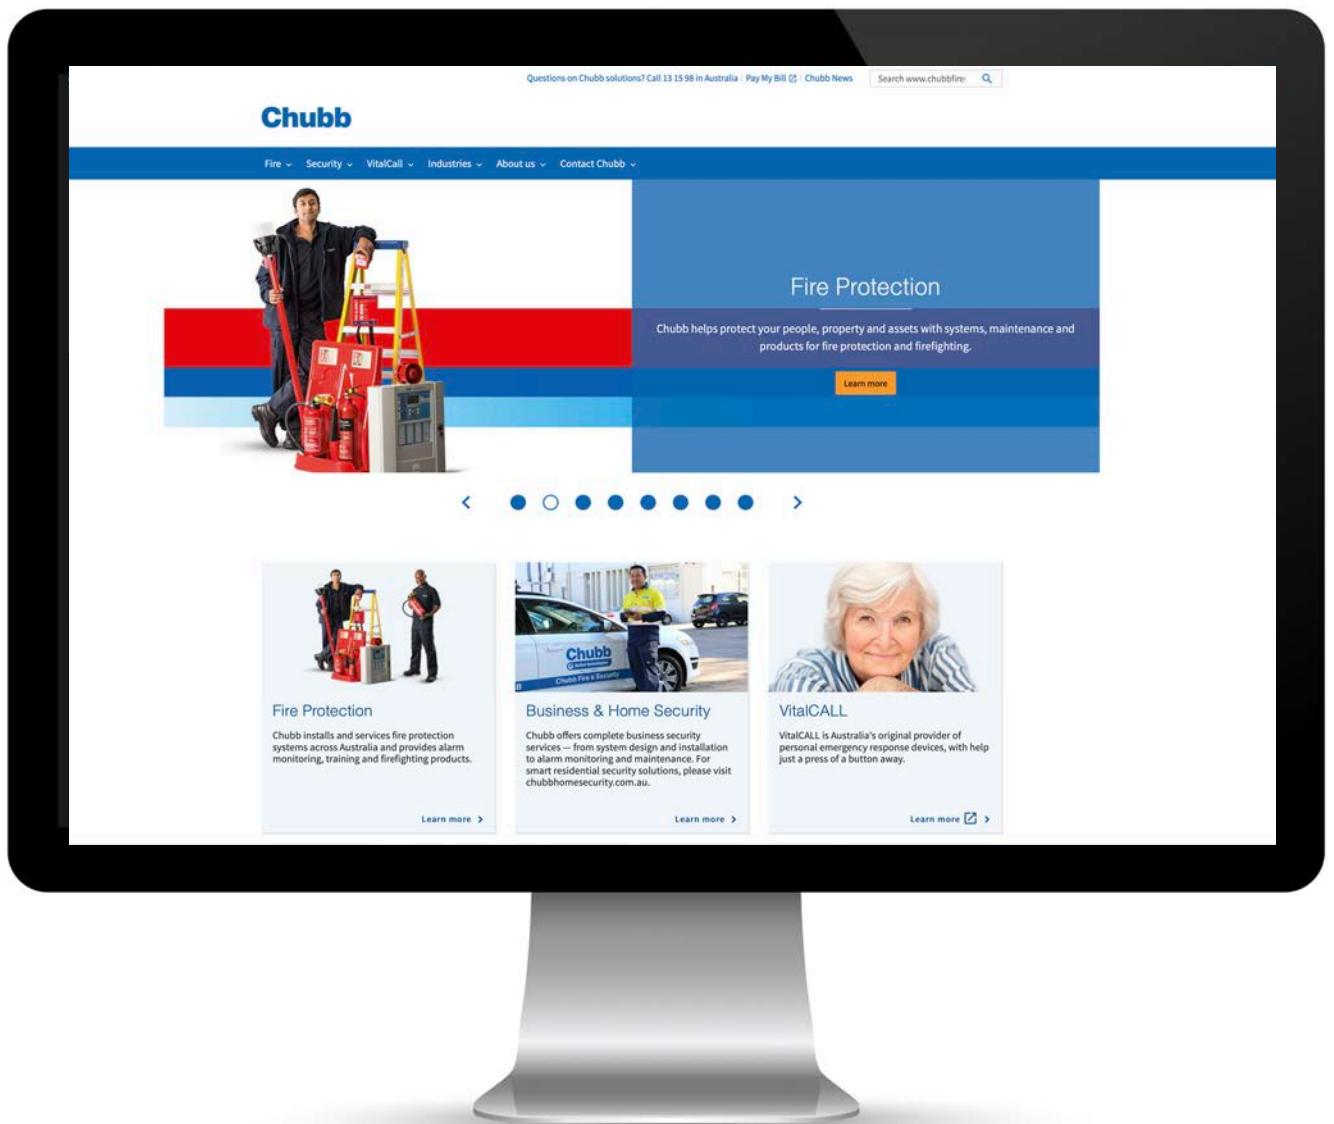 Questions on Chubb solutions? Call 13 15 98 in Australia | Pay My Bill | Chubb News
Search www.chubbfire
Chubb
Fire Security VitalCall Industries About us Contact Chubb
Fire Protection
Chubb helps protect your people, property and assets with systems, maintenance and
products for fire protection and firefighting.
Learn more
Chubb
Chubb Fire & Security
Fire Protection
Chubb installs and services fire protection
systems across Australia and provides alarm
monitoring, training and firefighting products.
Learn more
Business & Home Security
Chubb offers complete business security
services — from system design and installation
to alarm monitoring and maintenance. For
smart residential security solutions, please visit
chubbhomesecurity.com.au.
Learn more
VitalCALL
VitalCALL is Australia's original provider of
personal emergency response devices, with help
just a press of a button away.
Learn more